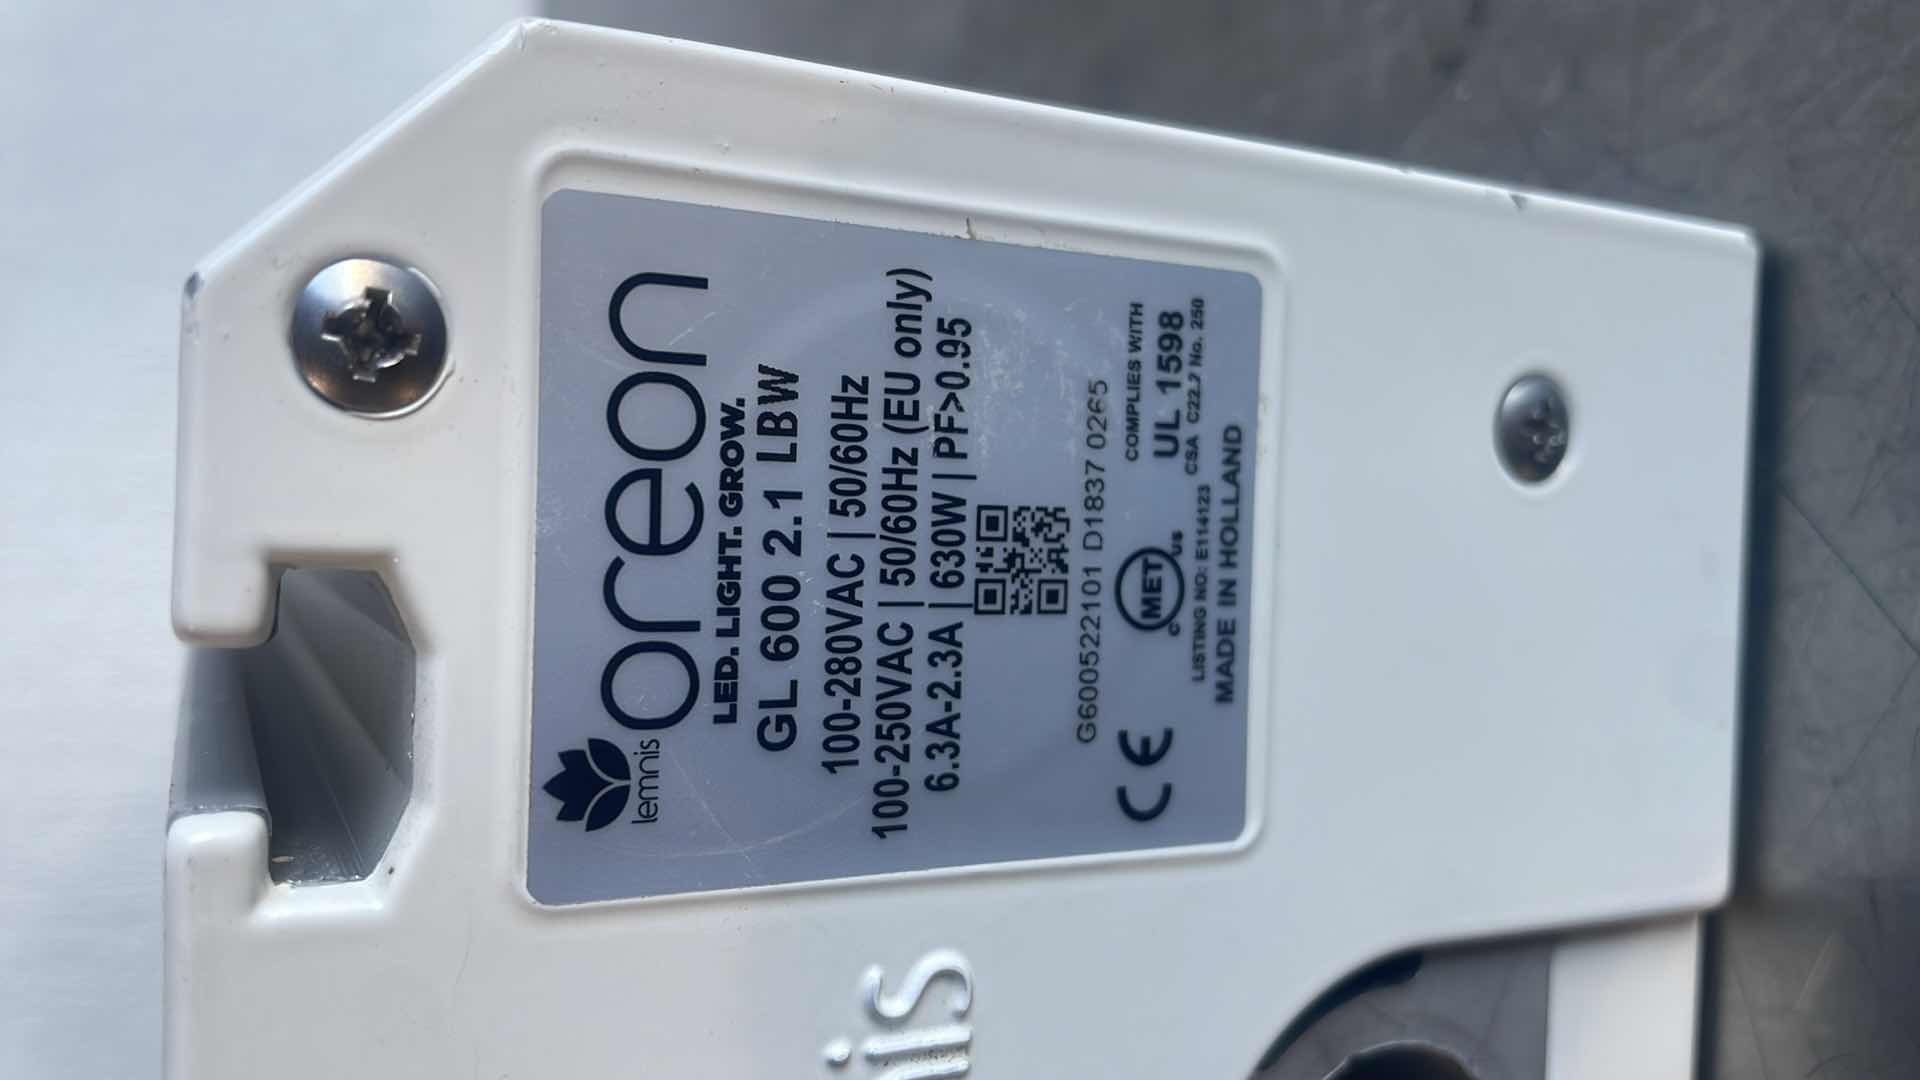 lemnis
oreon
LED. LIGHT. GROW.
GL 600 2.1 LBW
100-280VAC | 50/60Hz
100-250VAC | 50/60Hz (EU only)
6.3A-2.3A | 630W | PF>0.95
G600522101 D1837 0265
CE
c MET us
COMPLIES WITH
UL 1598
LISTING NO: E114123 CSA C22.2 No. 250
MADE IN HOLLAND
nis